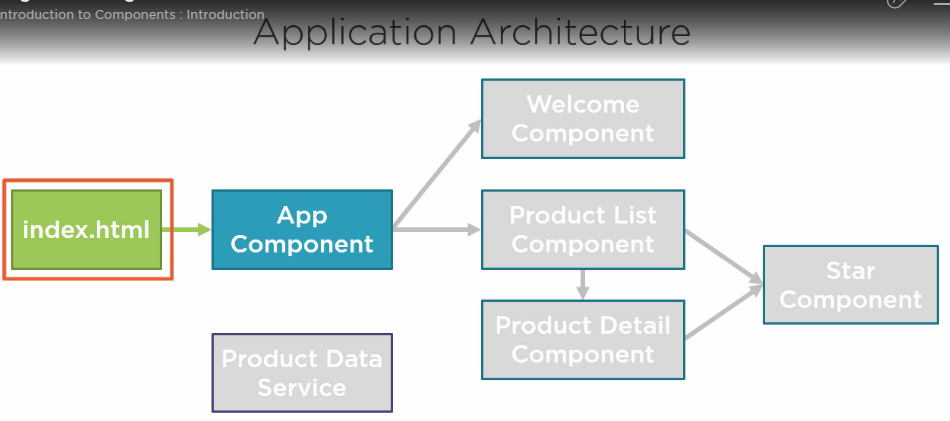 ntroduction to Components : Introduction
Application Architecture
Welcome
Component
index.html
App
Component
Product List
Component
Star
Component
Product Detail
Component
Product Data
Service